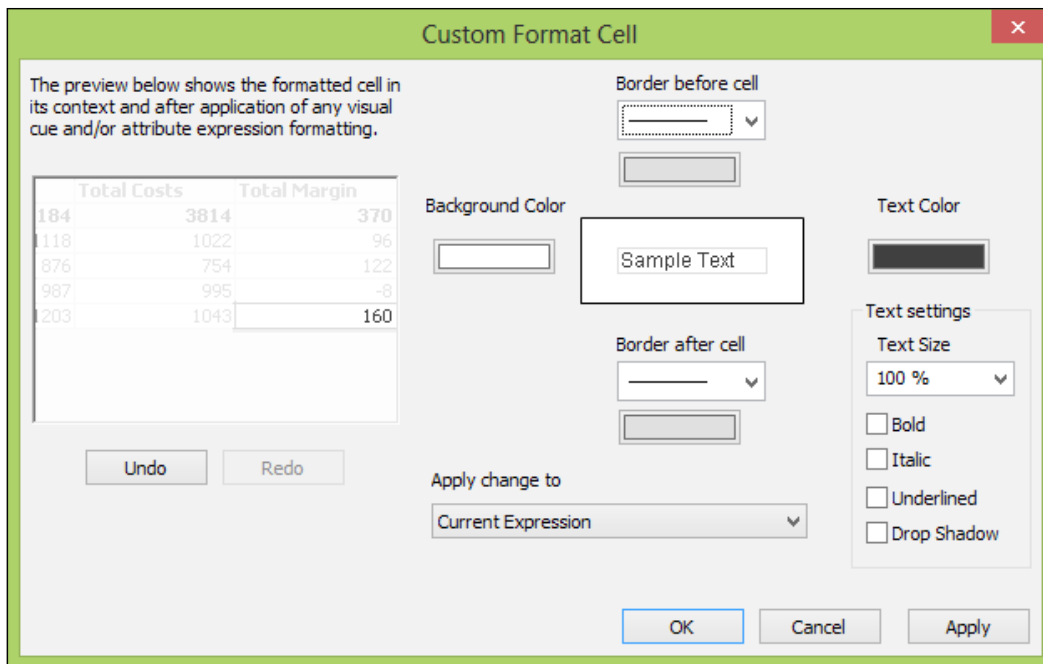 Custom Format Cell
The preview below shows the formatted cell in
its context and after application of any visual
cue and/or attribute expression formatting.
Total Costs Total Margin
184 3814 370
1118 1022 96
876 754 122
987 995 -8
1203 1043 160
Undo Redo
Border before cell
Background Color
Sample Text
Text Color
Border after cell
Apply change to
Current Expression
Text settings
Text Size
100 %
Bold
Italic
Underlined
Drop Shadow
OK Cancel Apply